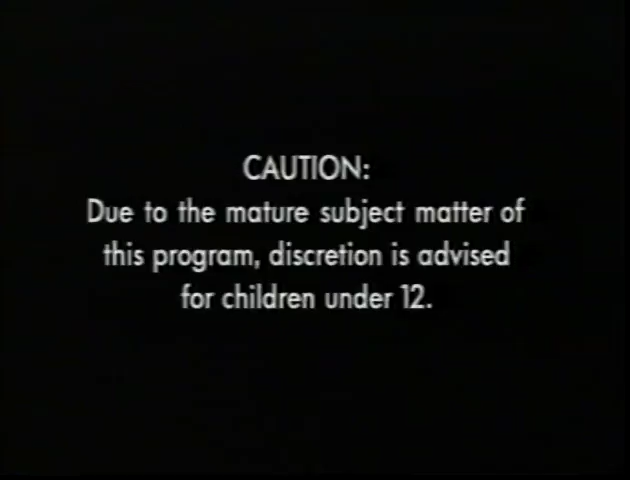 CAUTION:
Due to the mature subject matter of
this program, discretion is advised
for children under 12.